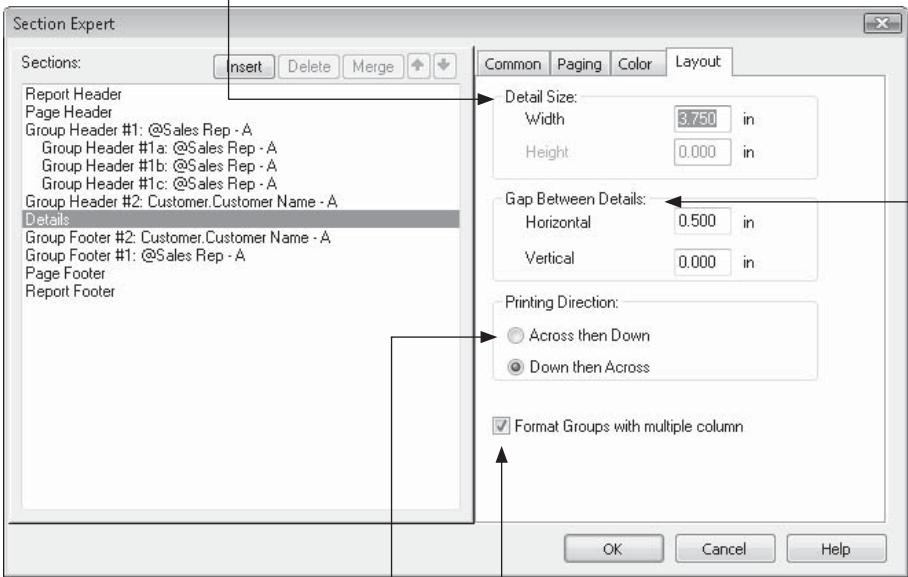 Section Expert
Sections:
Insert Delete Merge
Report Header
Page Header
Group Header #1: @Sales Rep - A
Group Header #1a: @Sales Rep - A
Group Header #1b: @Sales Rep - A
Group Header #1c: @Sales Rep - A
Group Header #2: Customer.Customer Name - A
Details
Group Footer #2: Customer.Customer Name - A
Group Footer #1: @Sales Rep - A
Page Footer
Report Footer
Common Paging Color Layout
Detail Size:
Width 3.750 in
Height 0.000 in
Gap Between Details:
Horizontal 0.500 in
Vertical 0.000 in
Printing Direction:
Across then Down
Down then Across
Format Groups with multiple column
OK Cancel Help